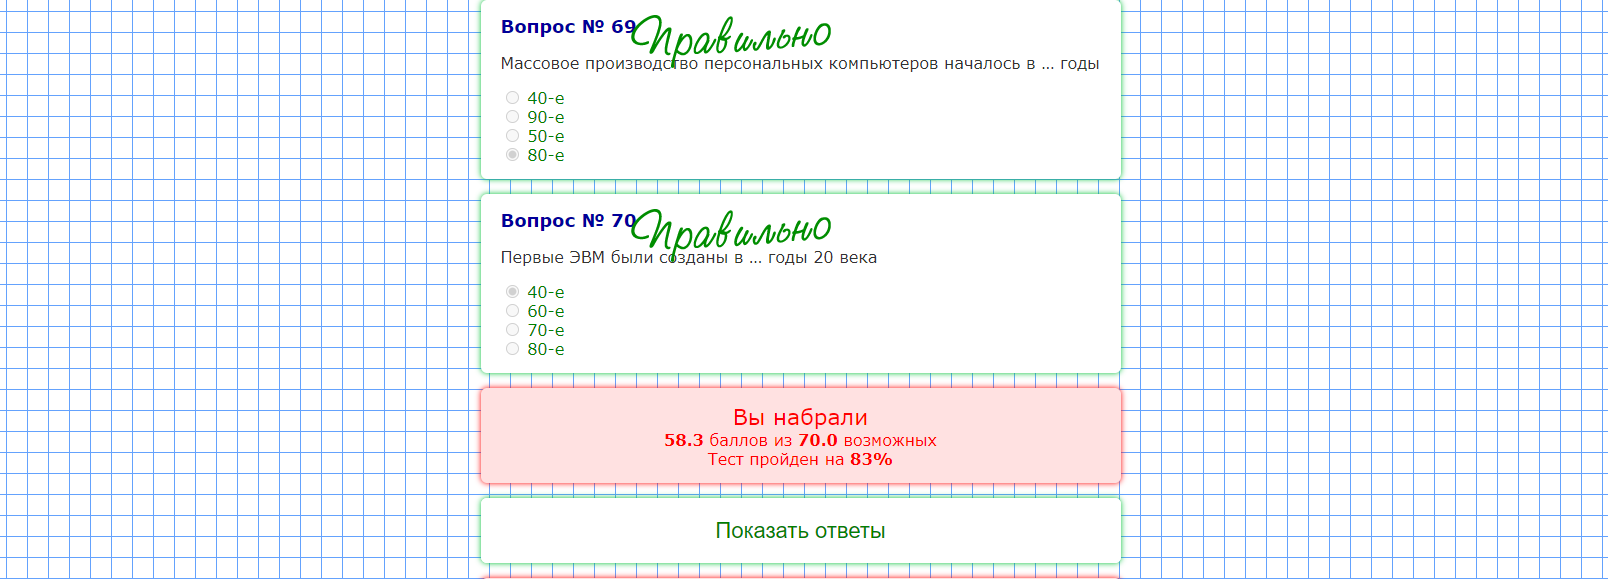 Вопрос № 69 Правильно
Массовое производство персональных компьютеров началось в ... годы
40-е
90-е
50-е
80-е
Вопрос № 70 Правильно
Первые ЭВМ были созданы в ... годы 20 века
40-е
60-е
70-е
80-е
Вы набрали
58.3 баллов из 70.0 возможных
Тест пройден на 83%
Показать ответы